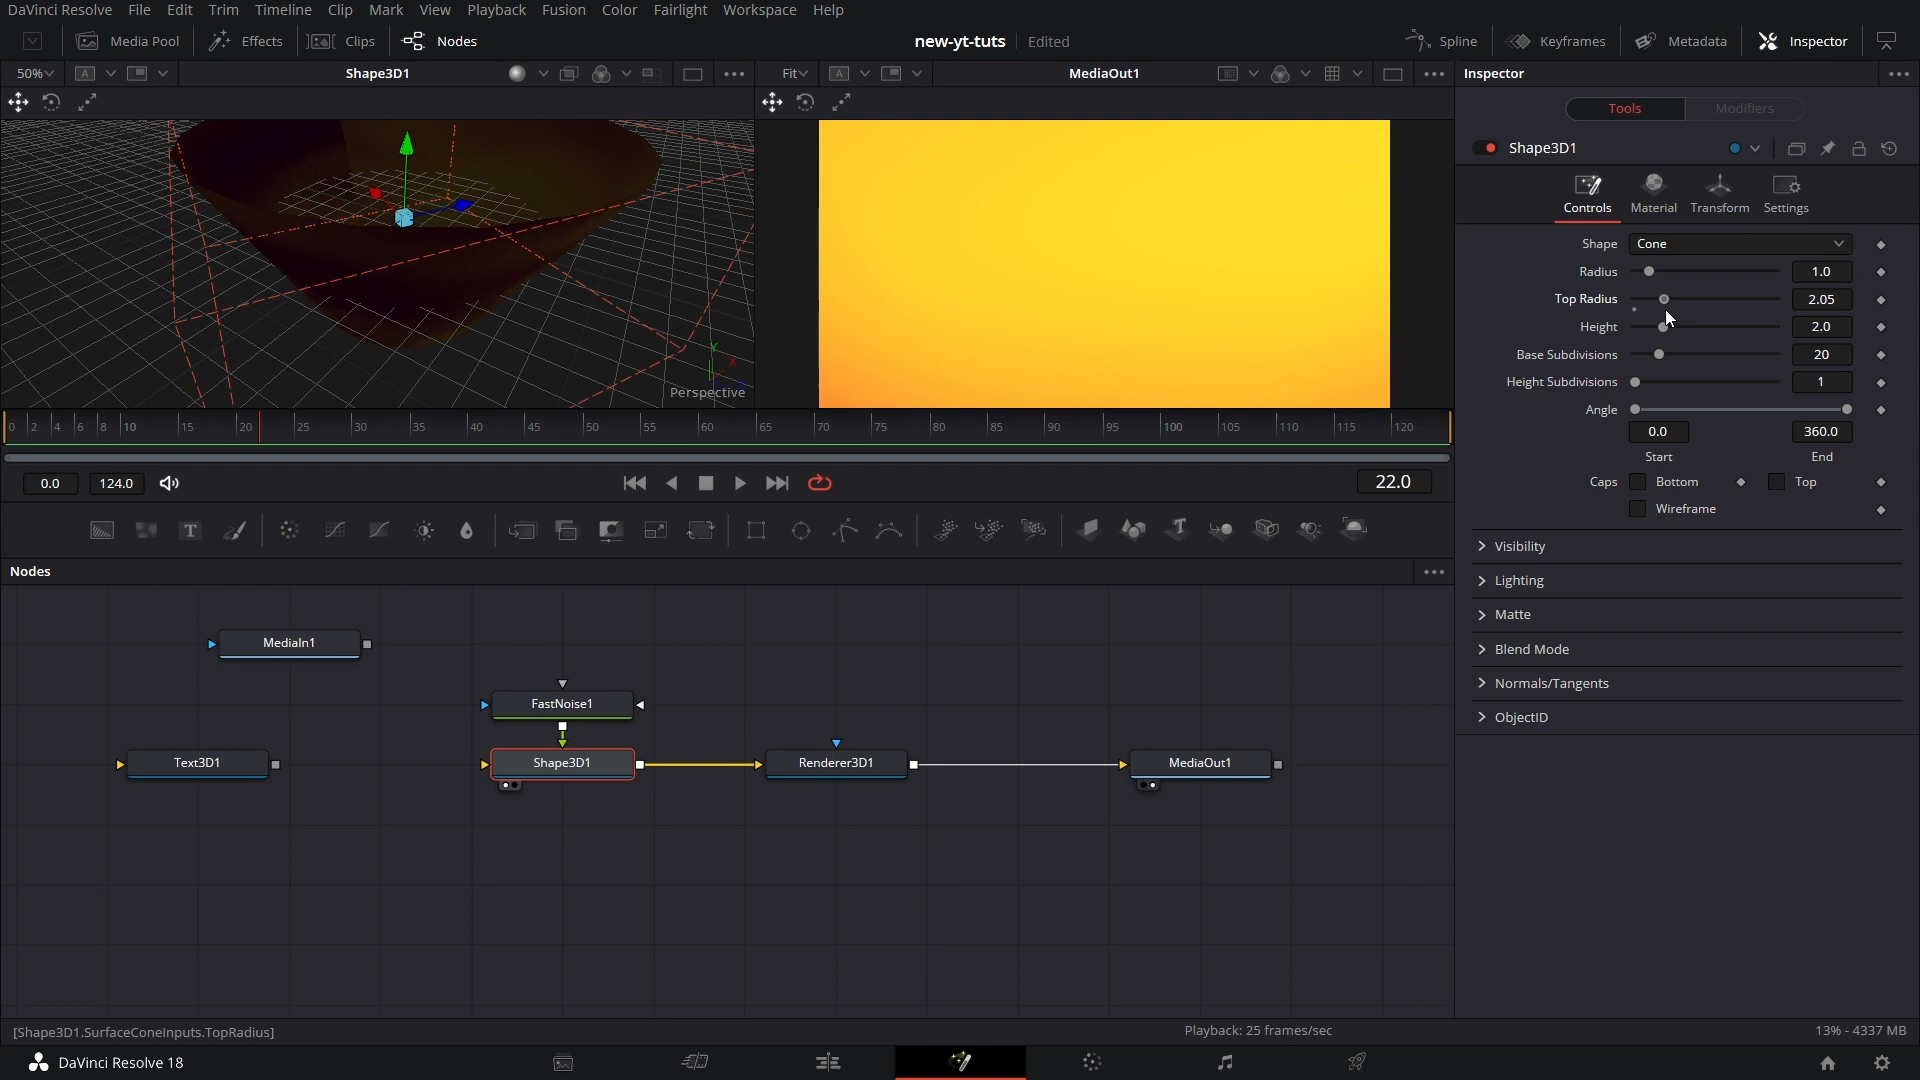 DaVinci Resolve File Edit Trim Timeline Clip Mark View Playback Fusion Color Fairlight Workspace Help
Media Pool Effects Clips Nodes new-yt-tuts Edited Spline Keyframes Metadata Inspector
50% A Shape3D1 Fit A MediaOut1 Inspector
Tools Modifiers
Shape3D1
Controls Material Transform Settings
Shape Cone
Radius 1.0
Top Radius 2.05
Height 2.0
Base Subdivisions 20
Height Subdivisions 1
Angle
0.0 360.0
Start End
Caps Bottom Top
Wireframe
Visibility
Lighting
Matte
Blend Mode
Normals/Tangents
ObjectID
Y
X
Perspective
0 2 4 6 8 10 15 20 25 30 35 40 45 50 55 60 65 70 75 80 85 90 95 100 105 110 115 120
0.0 124.0 22.0
T
Nodes
MediaIn1
FastNoise1
Text3D1 Shape3D1 Renderer3D1 MediaOut1
[Shape3D1.SurfaceConeInputs.TopRadius] Playback: 25 frames/sec 13% - 4337 MB
DaVinci Resolve 18